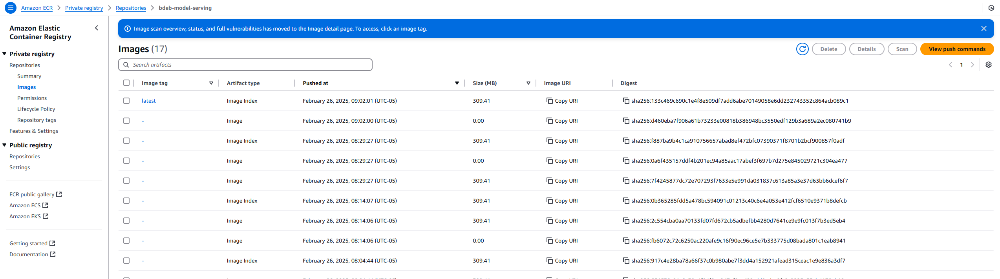 Amazon ECR > Private registry > Repositories > bdeb-model-serving
Amazon Elastic
Container Registry
Private registry
Repositories
Summary
Images
Permissions
Lifecycle Policy
Repository tags
Features & Settings
Public registry
Repositories
Settings
ECR public gallery
Amazon ECS
Amazon EKS
Getting started
Documentation
Image scan overview, status, and full vulnerabilities has moved to the Image detail page. To access, click an image tag.
Images (17)
Delete Details Scan View push commands
Search artifacts
1
Image tag Artifact type Pushed at Size (MB) Image URI Digest
latest Image Index February 26, 2025, 09:02:01 (UTC-05) 309.41 Copy URI sha256:133c469c690c1e4f8e509df7add6abe70149058e6dd232743352c864acb089c1
- Image February 26, 2025, 09:02:00 (UTC-05) 0.00 Copy URI sha256:d460eba7f906a61b73233e00818b386948bc3550edf129b3a689a2ec080741b9
- Image Index February 26, 2025, 08:29:27 (UTC-05) 309.41 Copy URI sha256:f887ba9b4c1ca910756657abad8ef472bfc07390371f8701b2bcf900857f0adf
- Image February 26, 2025, 08:29:27 (UTC-05) 0.00 Copy URI sha256:0a6f435157ddf4b201ec94a85aac17abef3f697b7d275e845029721c304ea477
- Image February 26, 2025, 08:29:27 (UTC-05) 309.41 Copy URI sha256:7f4245877dc72e707293f7633e5e991da031837c613a85a3e37d63bb6dcef6f7
- Image Index February 26, 2025, 08:14:07 (UTC-05) 309.41 Copy URI sha256:0b365285fdd5a478bc594091c01213c40c6e4a053e412fcf6510e9371b8defcb
- Image February 26, 2025, 08:14:06 (UTC-05) 309.41 Copy URI sha256:2c554cba0aa70133fd07fd672cb5adbefbb4280d7641ce9e9fc013f7b3ed5eb4
- Image February 26, 2025, 08:14:06 (UTC-05) 0.00 Copy URI sha256:fb6072c72c6250ac220afe9c16f90ec96ce5e7b333775d08bada801c1eab8941
- Image Index February 26, 2025, 08:04:44 (UTC-05) 309.41 Copy URI sha256:917c4e28ba78a66f37c0b980abe7f3dd4a152921afead315ceac1e9e836a3df7